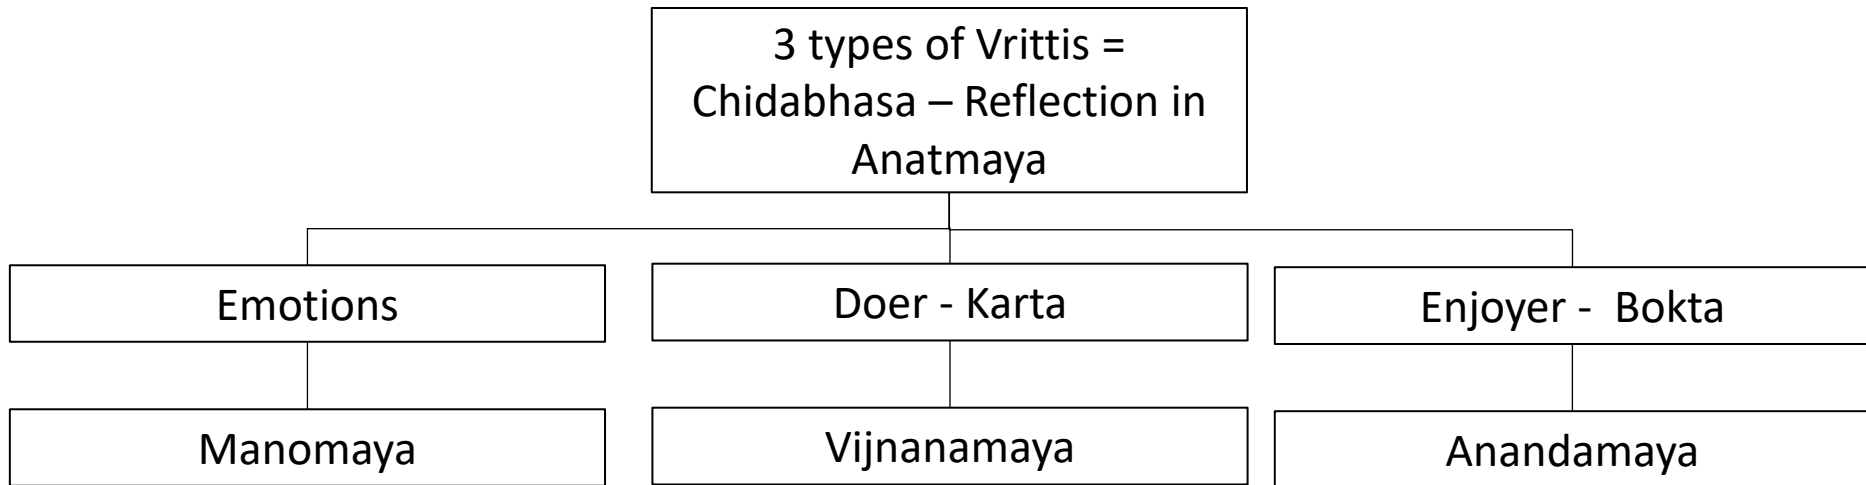 3 types of Vrittis =
Chidabhasa – Reflection in
Anatmaya
Emotions
Doer - Karta
Enjoyer -  Bokta
Manomaya
Vijnanamaya
Anandamaya